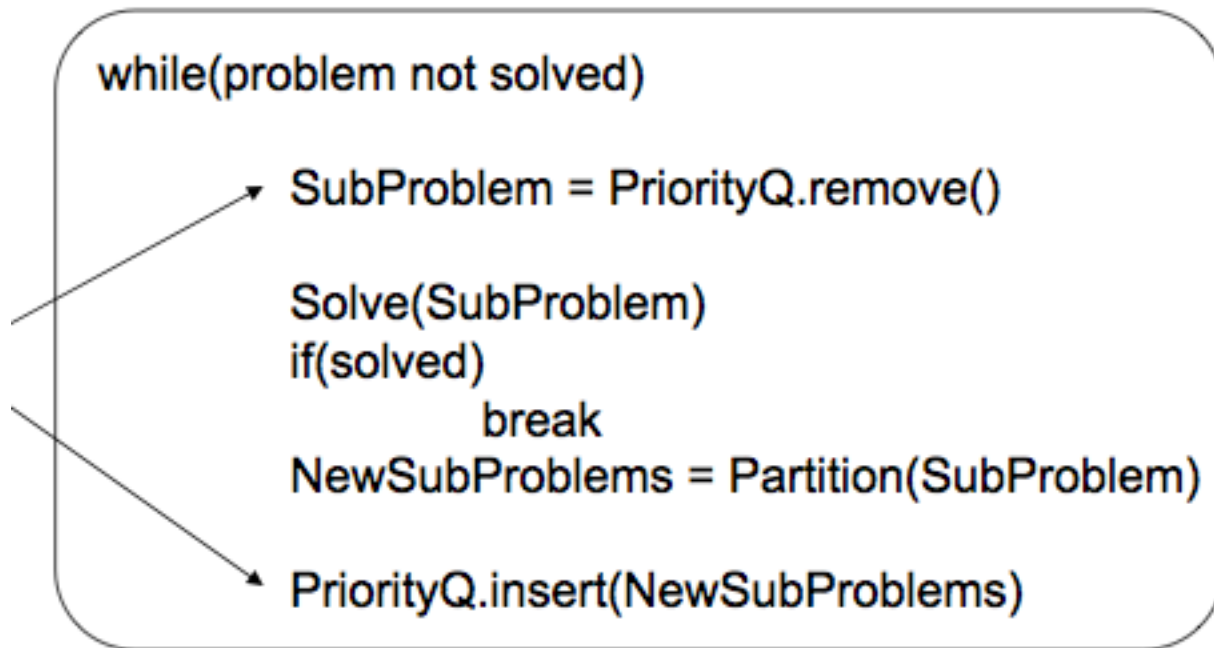 while(problem not solved)
SubProblem = PriorityQ.remove()
Solve(SubProblem)
if(solved)
break
NewSubProblems = Partition(SubProblem)
PriorityQ.insert(NewSubProblems)